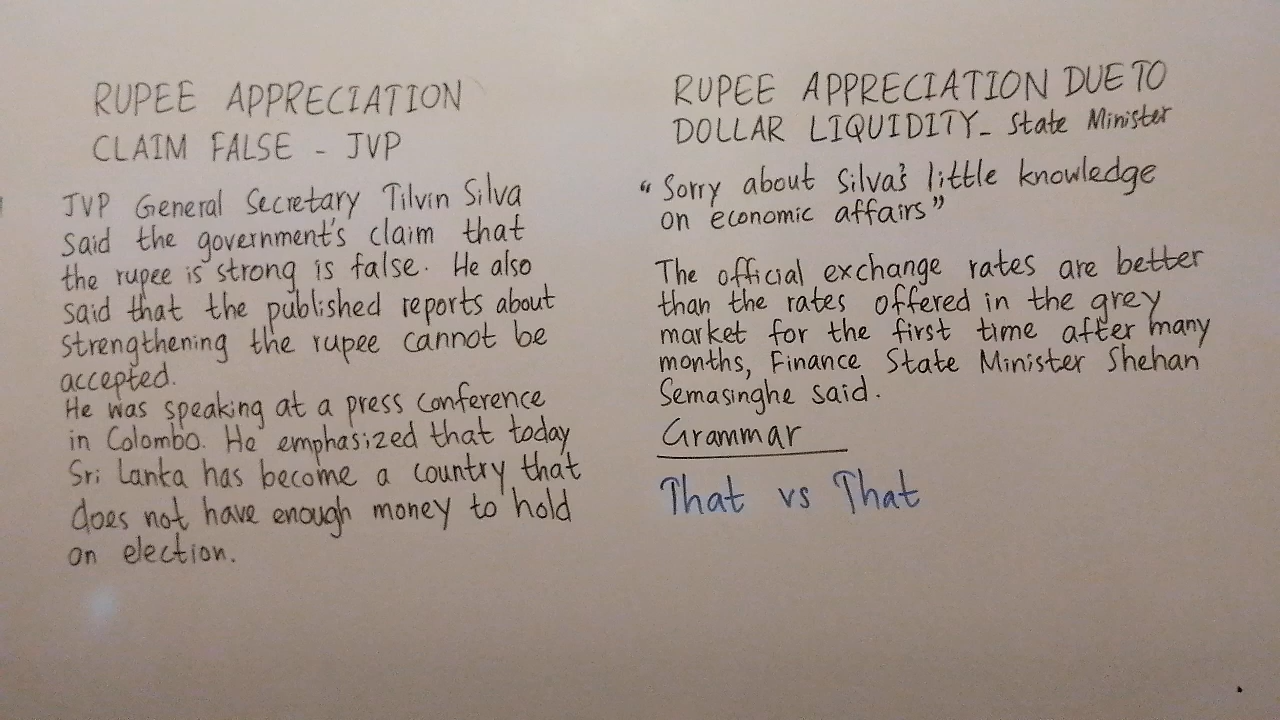 RUPEE APPRECIATION
CLAIM FALSE - JVP
JVP General Secretary Tilvin Silva
said the government's claim that
the rupee is strong is false. He also
said that the published reports about
strengthening the rupee cannot be
accepted.
He was speaking at a press conference
in Colombo. He emphasized that today
Sri Lanka has become a country that
does not have enough money to hold
an election.
RUPEE APPRECIATION DUE TO
DOLLAR LIQUIDITY- State Minister
"Sorry about Silva's little knowledge
on economic affairs"
The official exchange rates are better
than the rates offered in the grey
market for the first time after many
months, Finance State Minister Shehan
Semasinghe said.
Grammar
That vs That